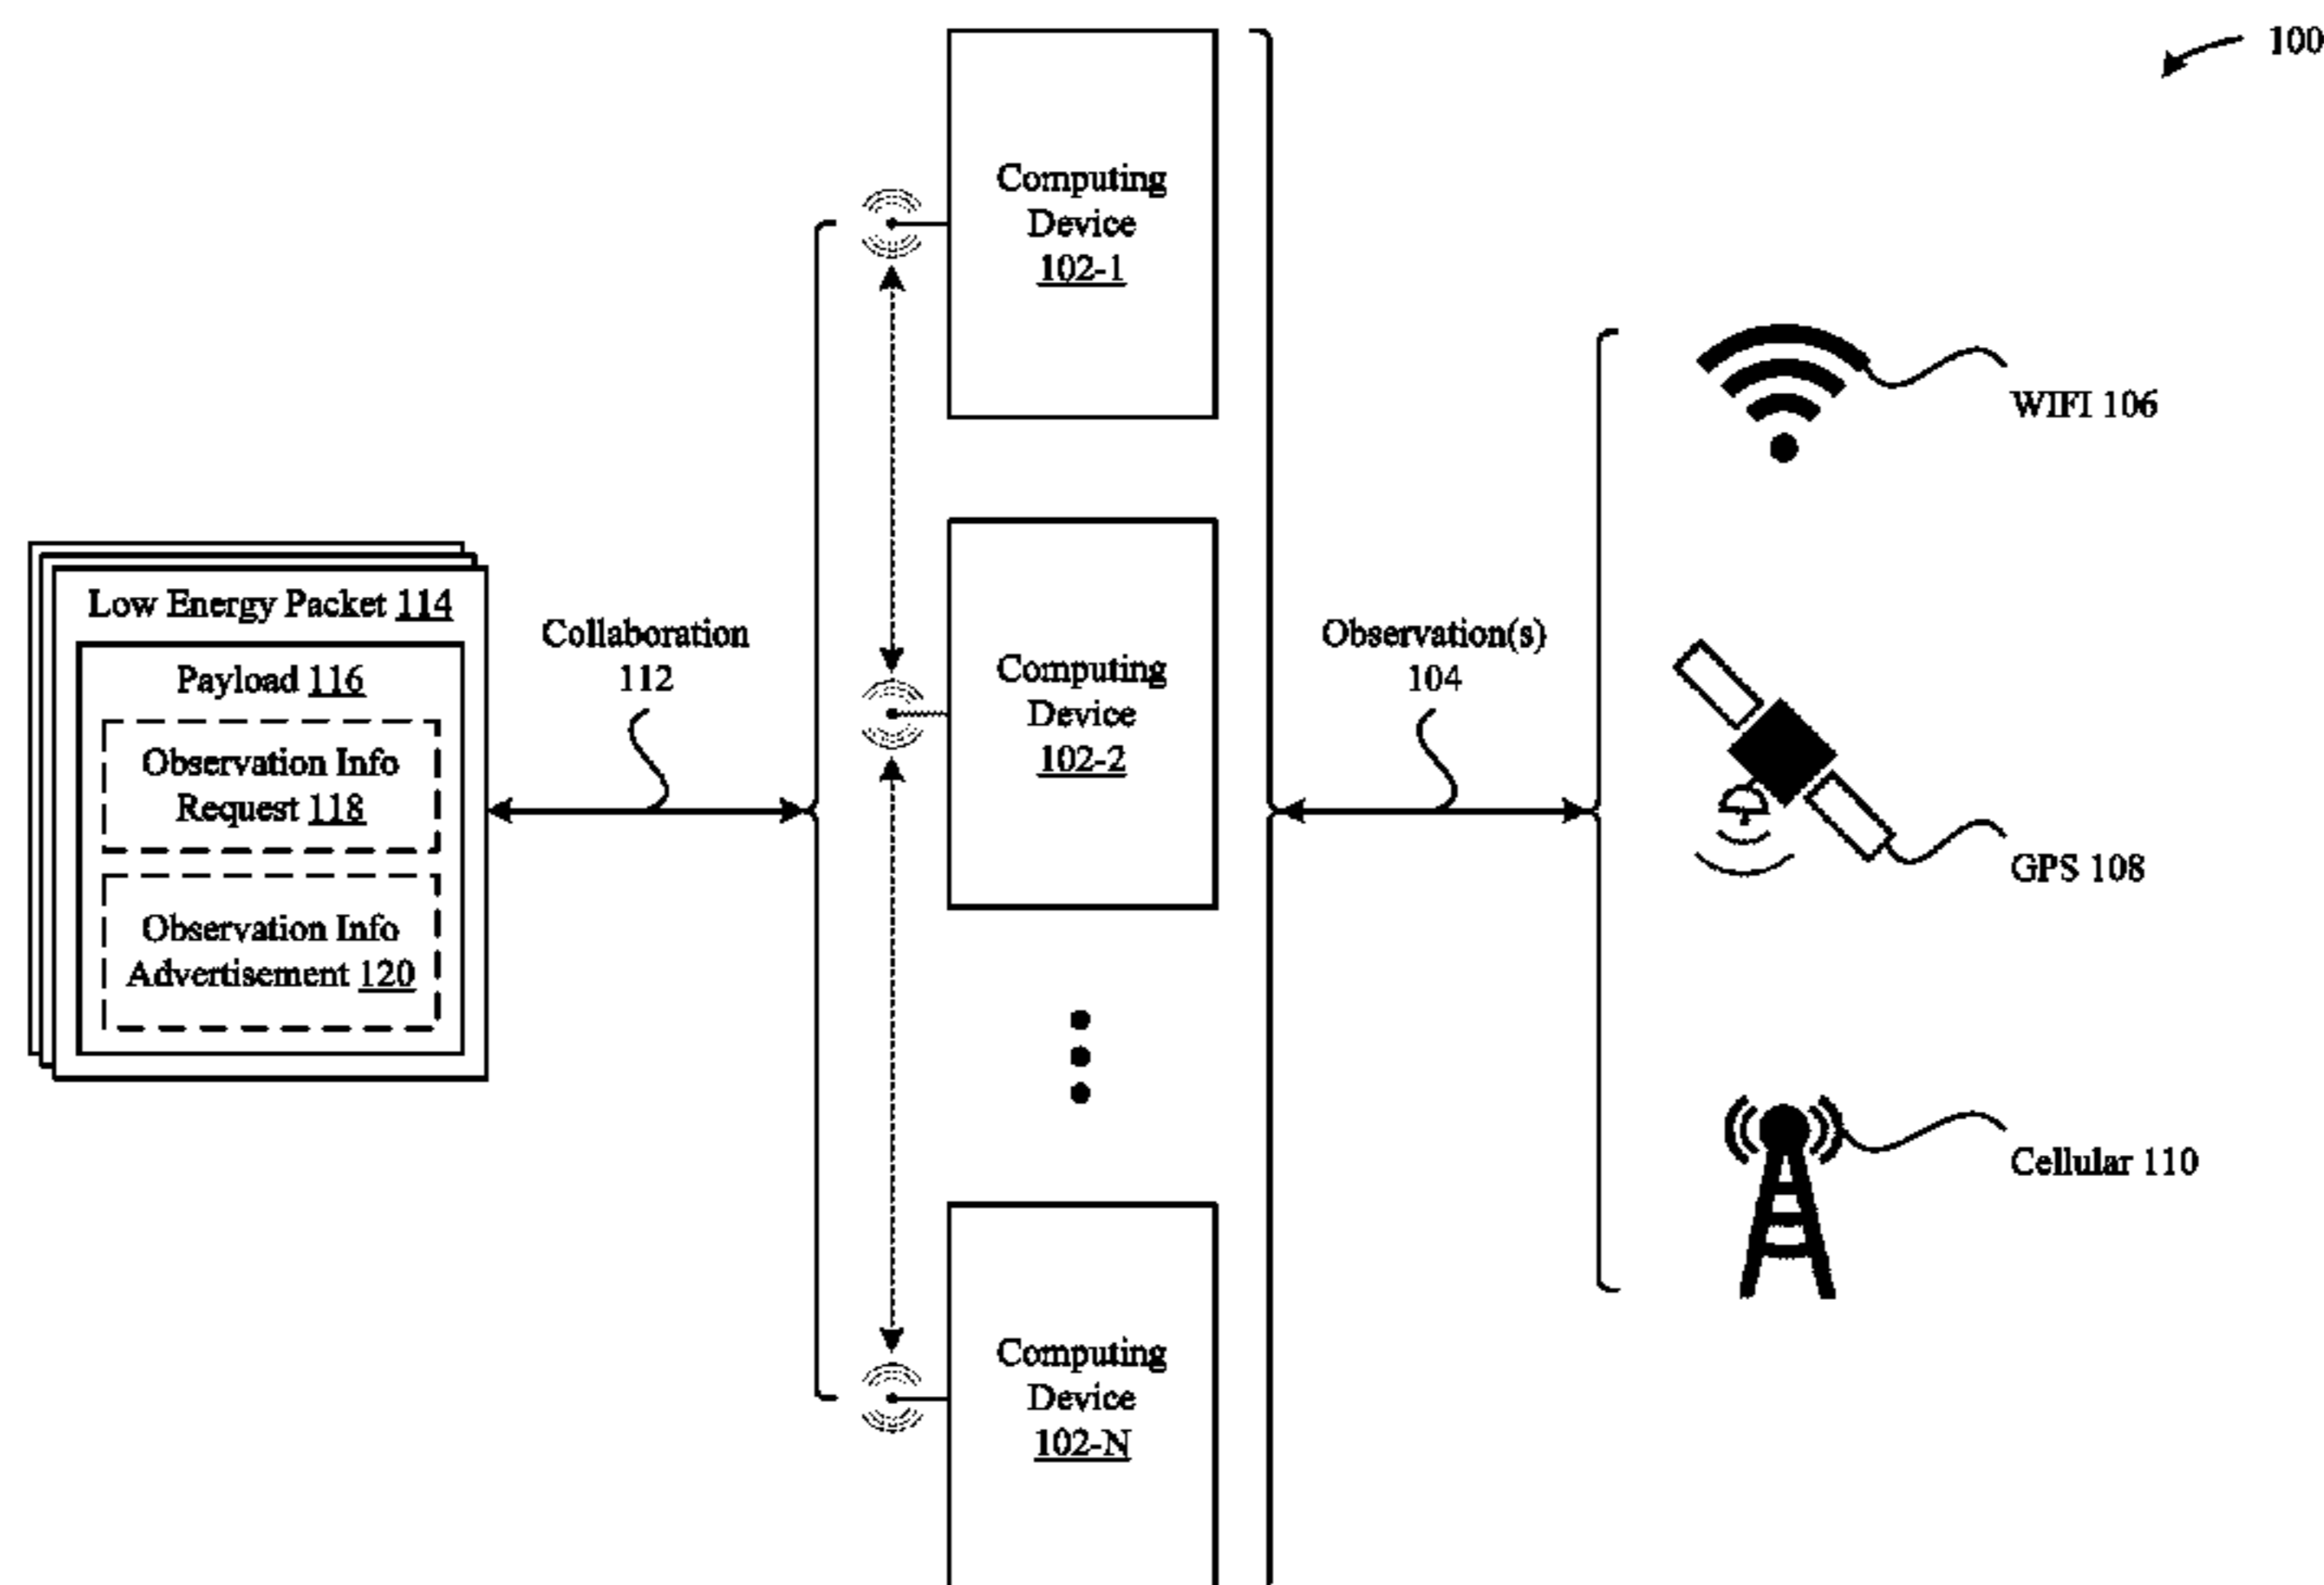 100
Computing
Device
102-1
WIFI 106
Low Energy Packet 114
Payload 116
Observation Info
Request 118
Observation Info
Advertisement 120
Collaboration
112
Computing
Device
102-2
Observation(s)
104
GPS 108
Cellular 110
Computing
Device
102-N